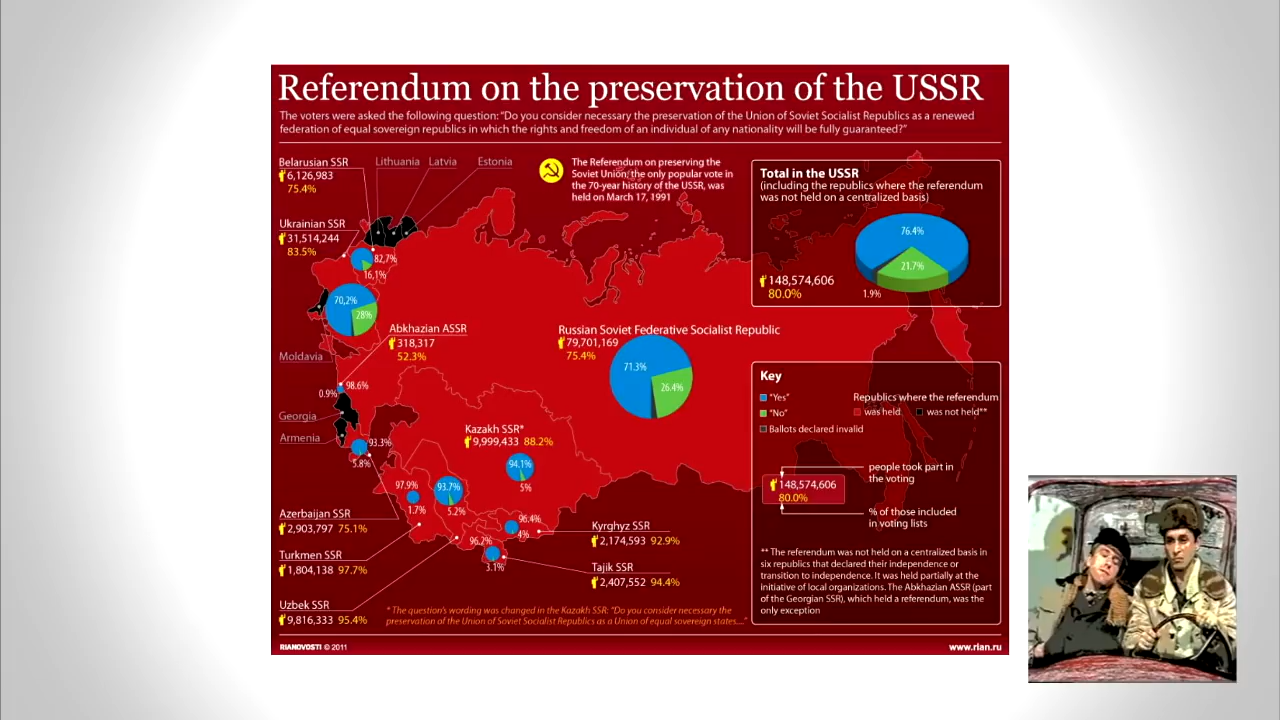 Referendum on the preservation of the USSR
The voters were asked the following question: "Do you consider necessary the preservation of the Union of Soviet Socialist Republics as a renewed
federation of equal sovereign republics in which the rights and freedom of an individual of any nationality will be fully guaranteed?"
Belarusian SSR
6,126,983
75.4%
Lithuania
Latvia
Estonia
The Referendum on preserving the
Soviet Union, the only popular vote in
the 70-year history of the USSR, was
held on March 17, 1991
Total in the USSR
(including the republics where the referendum
was not held on a centralized basis)
76.4%
21.7%
1.9%
148,574,606
80.0%
Ukrainian SSR
31,514,244
83.5%
82,7%
16,1%
70,2%
28%
Moldavia
Abkhazian ASSR
318,317
52.3%
98.6%
0.9%
Georgia
Armenia
93.3%
5.8%
Russian Soviet Federative Socialist Republic
79,701,169
75.4%
71.3%
26.4%
Kazakh SSR*
9,999,433 88.2%
94.1%
5%
97.9%
1.7%
93.7%
5.2%
96.4%
4%
96.2%
3.1%
Azerbaijan SSR
2,903,797 75.1%
Turkmen SSR
1,804,138 97.7%
Uzbek SSR
9,816,333 95.4%
Kyrghyz SSR
2,174,593 92.9%
Tajik SSR
2,407,552 94.4%
* The question's wording was changed in the Kazakh SSR: "Do you consider necessary the
preservation of the Union of Soviet Socialist Republics as a Union of equal sovereign states...."
Key
"Yes"
"No"
Ballots declared invalid
Republics where the referendum
was held
was not held**
148,574,606
80.0%
people took part in
the voting
% of those included
in voting lists
** The referendum was not held on a centralized basis in
six republics that declared their independence or
transition to independence. It was held partially at the
initiative of local organizations. The Abkhazian ASSR (part
of the Georgian SSR), which held a referendum, was the
only exception
RIANOVOSTI © 2011
www.rian.ru